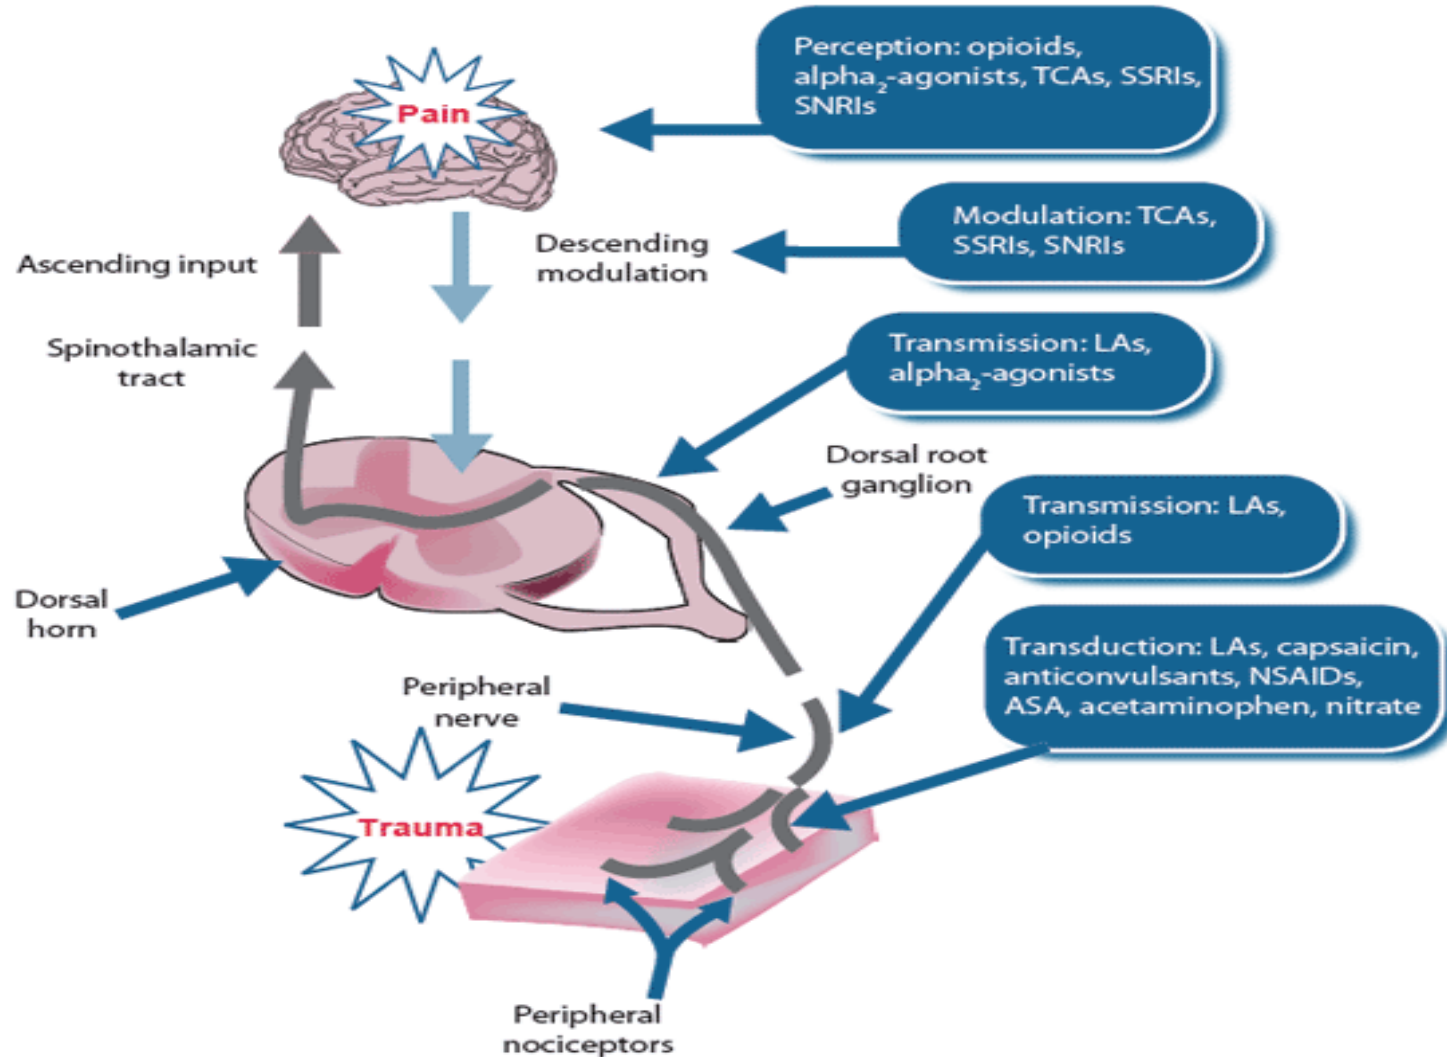 Perception: opioids,
alpha₂-agonists, TCAs, SSRIs,
SNRIs
Pain
Modulation: TCAs,
SSRIs, SNRIs
Descending
modulation
Ascending input
Spinothalamic
tract
Transmission: LAs,
alpha₂-agonists
Dorsal root
ganglion
Transmission: LAs,
opioids
Dorsal
horn
Transduction: LAs, capsaicin,
anticonvulsants, NSAIDs,
ASA, acetaminophen, nitrate
Peripheral
nerve
Trauma
Peripheral
nociceptors